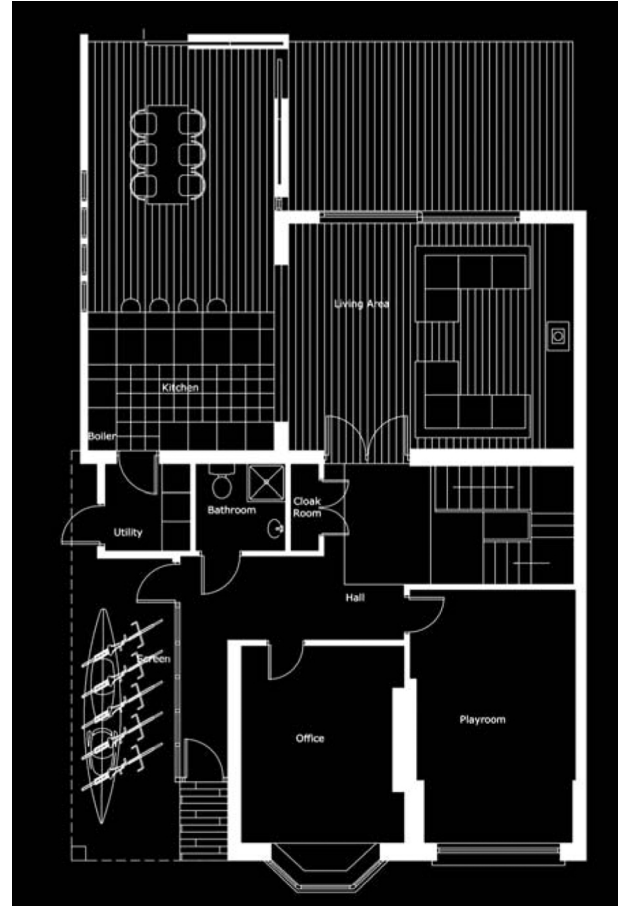 Living Area
Kitchen
Boiler
Cloak
Room
Bathroom
Utility
Hall
Screen
Playroom
Office